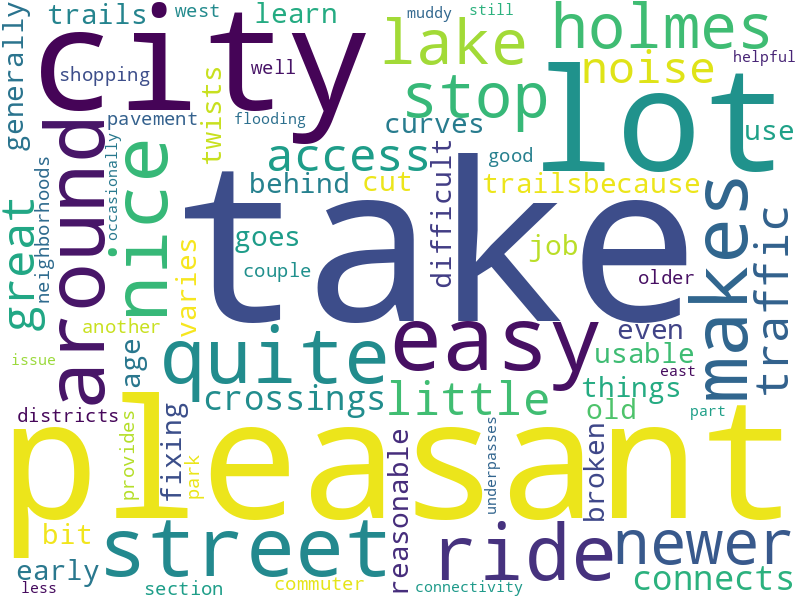 generally
trails
west
learn
muddy
still
holmes
city
lake
helpful
shopping
well
noise
twists
stop
lot
pavement
flooding
curves
use
occasionally
around
nice
access
good
difficult
neighborhoods
behind
cut
trailsbecause
take
makes
great
goes
job
traffic
varies
couple
older
another
easy
even
quite
age
usable
issue
east
things
crossings
little
old
part
districts
pleasant
provides
fixing
park
reasonable
underpasses
broken
street
bit
ride
newer
early
connects
less
section
commuter
connectivity